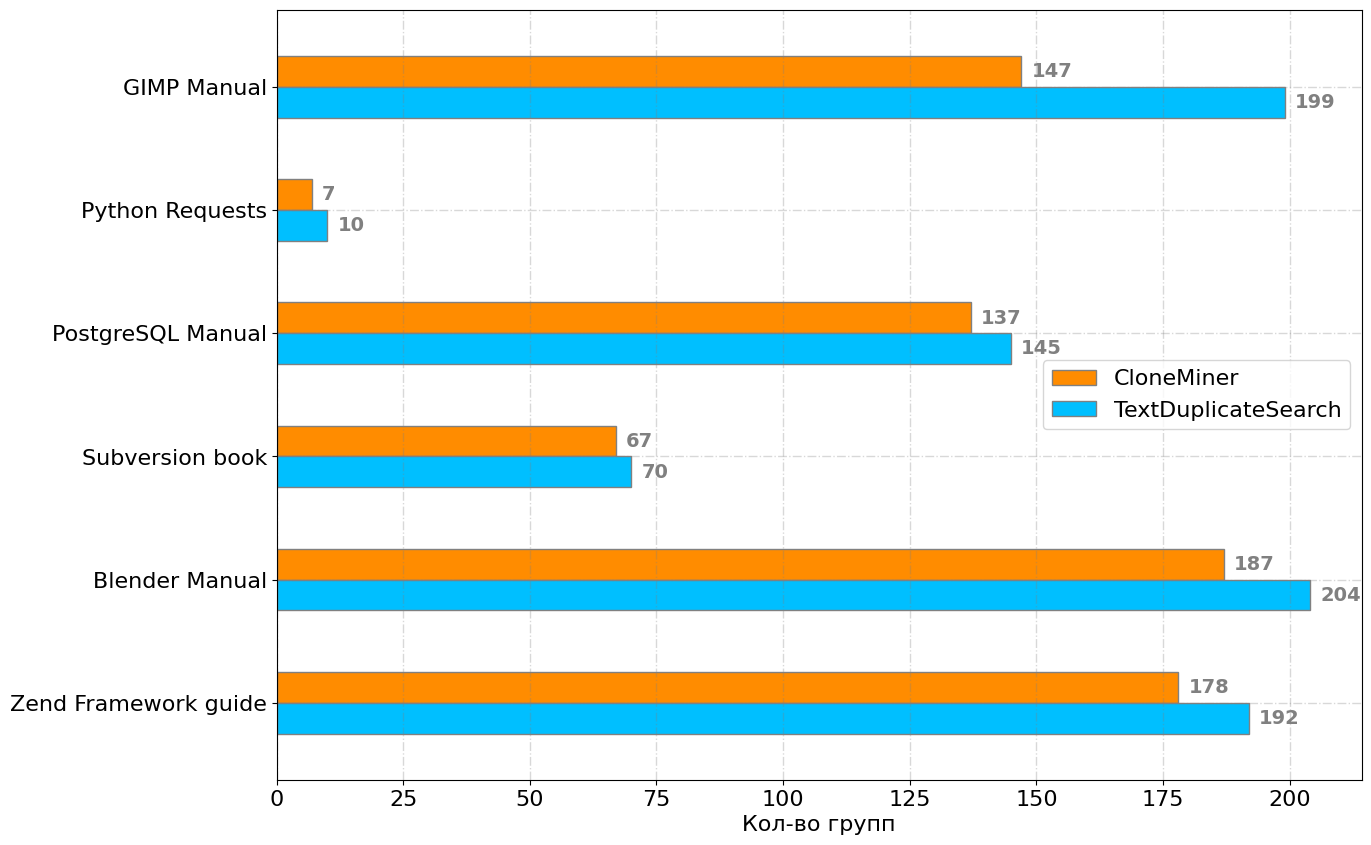 GIMP Manual
147
199
Python Requests
7
10
PostgreSQL Manual
137
145
CloneMiner
TextDuplicateSearch
Subversion book
67
70
Blender Manual
187
204
Zend Framework guide
178
192
0 25 50 75 100 125 150 175 200
Кол-во групп